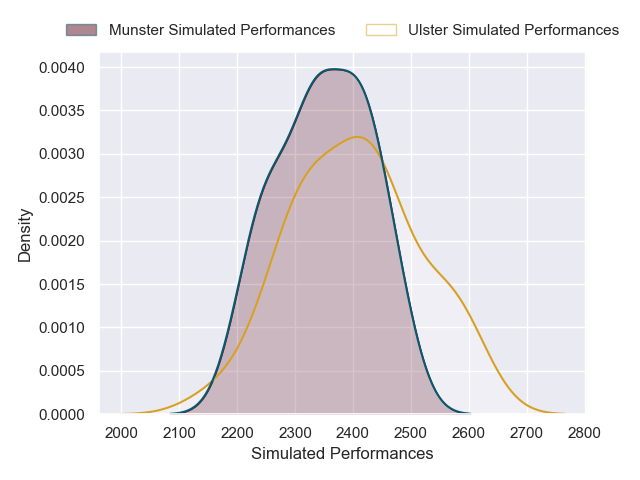 Munster Simulated Performances
Ulster Simulated Performances
0.0040
0.0035
0.0030
0.0025
0.0020
0.0015
0.0010
0.0005
0.0000
Density
2000 2100 2200 2300 2400 2500 2600 2700 2800
Simulated Performances